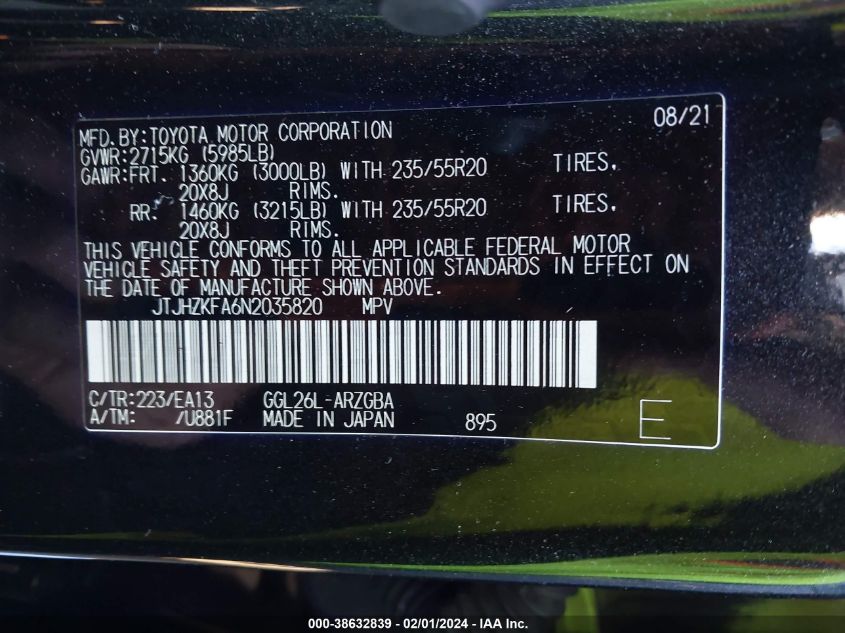 08/21
MFD.BY:TOYOTA MOTOR CORPORATION
GVWR:2715KG (5985LB)
GAWR:FRT. 1360KG (3000LB) WITH 235/55R20 TIRES.
20X8J RIMS.
RR. 1460KG (3215LB) WITH 235/55R20 TIRES.
20X8J RIMS.
THIS VEHICLE CONFORMS TO ALL APPLICABLE FEDERAL MOTOR
VEHICLE SAFETY AND THEFT PREVENTION STANDARDS IN EFFECT ON
THE DATE OF MANUFACTURE SHOWN ABOVE.
JTJHZKFA6N2035820 MPV
C/TR:223/EA13 GGL26L-ARZGBA
A/TM: /U881F MADE IN JAPAN 895 E
000-38632839 - 02/01/2024 - IAA Inc.